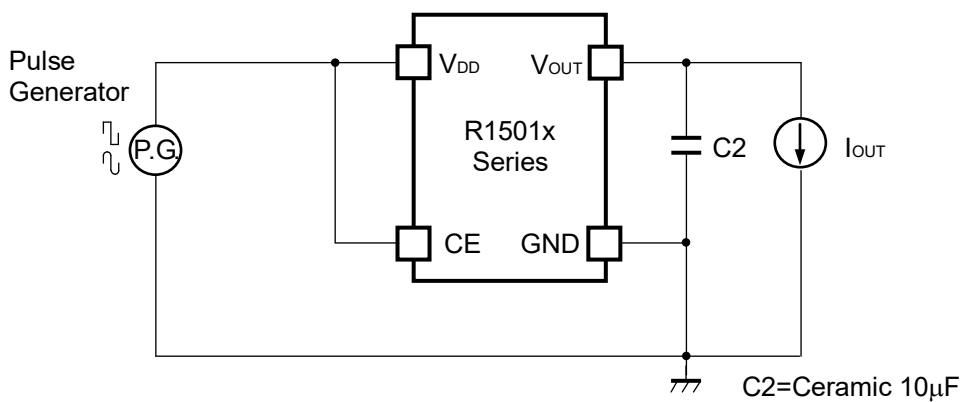 Pulse
Generator
P.G.
VDD
VOUT
R1501x
Series
CE
GND
C2
IOUT
C2=Ceramic 10μF